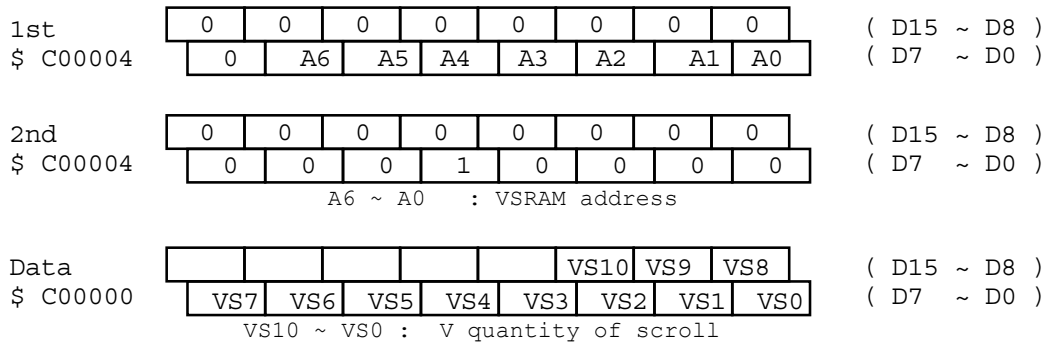 1st 0 0 0 0 0 0 0 0 ( D15 ~ D8 )
$ C00004 0 A6 A5 A4 A3 A2 A1 A0 ( D7 ~ D0 )
2nd 0 0 0 0 0 0 0 0 ( D15 ~ D8 )
$ C00004 0 0 0 1 0 0 0 0 ( D7 ~ D0 )
A6 ~ A0 : VSRAM address
Data VS10 VS9 VS8 ( D15 ~ D8 )
$ C00000 VS7 VS6 VS5 VS4 VS3 VS2 VS1 VS0 ( D7 ~ D0 )
VS10 ~ VS0 : V quantity of scroll